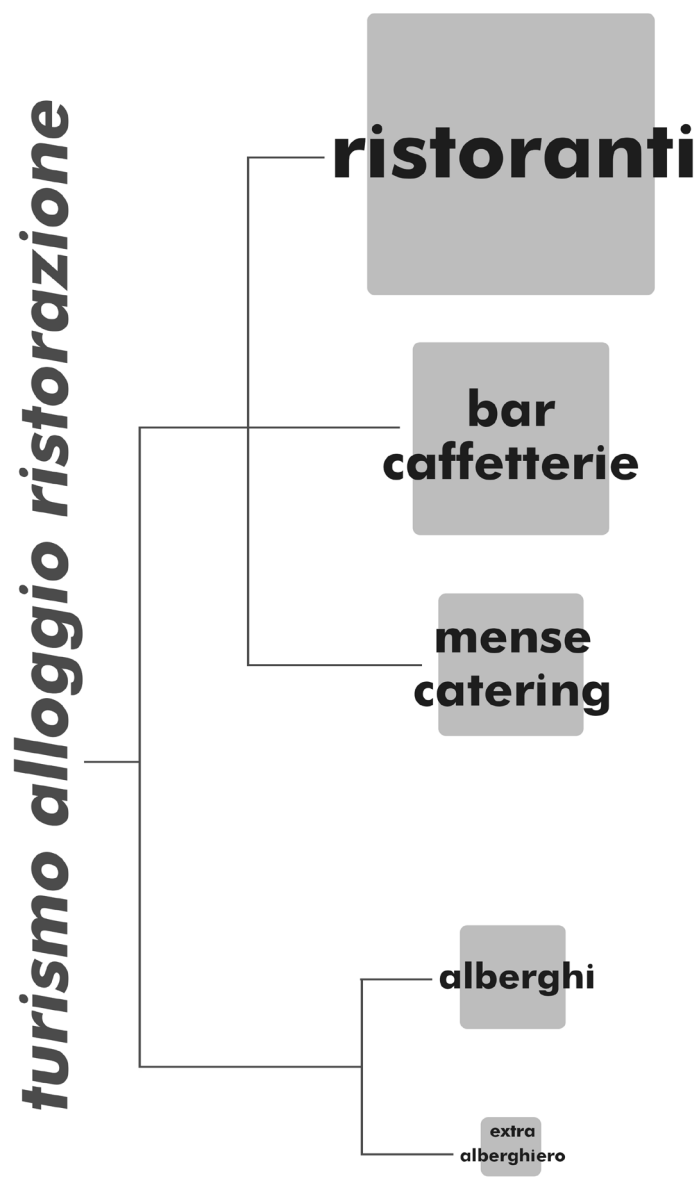 turismo alloggio ristorazione
ristoranti
bar
caffetterie
mense
catering
alberghi
extra
alberghiero